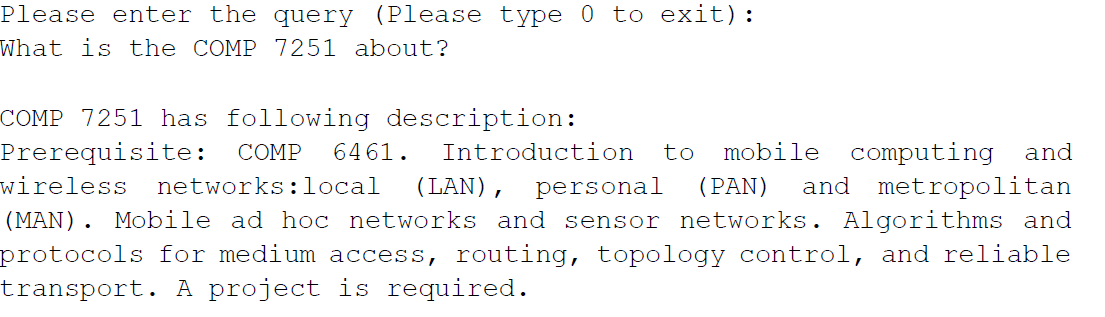 Please enter the query (Please type 0 to exit):
What is the COMP 7251 about?
COMP 7251 has following description:
Prerequisite: COMP 6461. Introduction to mobile computing and
wireless networks:local (LAN), personal (PAN) and metropolitan
(MAN). Mobile ad hoc networks and sensor networks. Algorithms and
protocols for medium access, routing, topology control, and reliable
transport. A project is required.